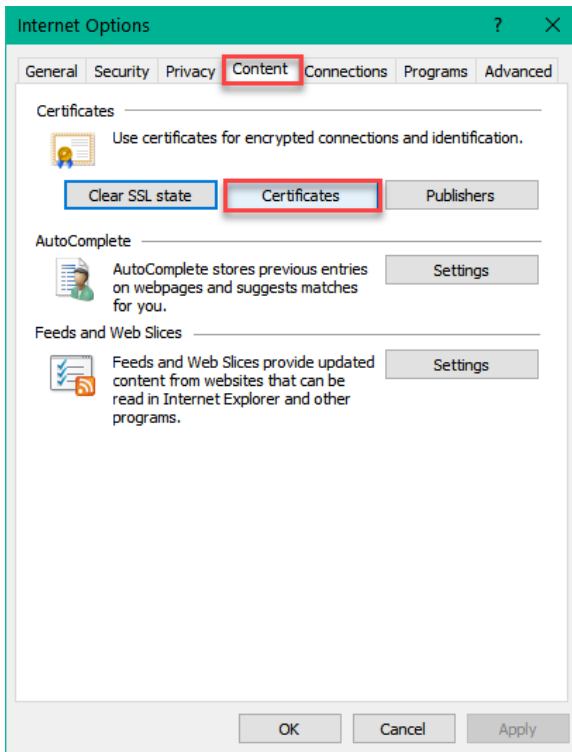 Internet Options ?
General Security Privacy Content Connections Programs Advanced
Certificates
Use certificates for encrypted connections and identification.
Clear SSL state Certificates Publishers
AutoComplete
AutoComplete stores previous entries
on webpages and suggests matches
for you.
Settings
Feeds and Web Slices
Feeds and Web Slices provide updated
content from websites that can be
read in Internet Explorer and other
programs.
Settings
OK Cancel Apply